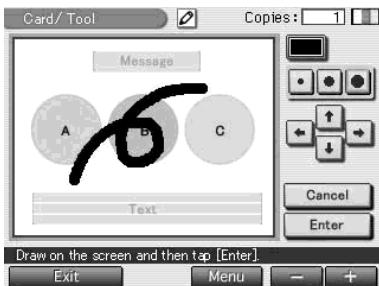 Card/Tool Copies: 1
Message
A B C
Text
Cancel
Enter
Draw on the screen and then tap [Enter].
Exit Menu － ＋